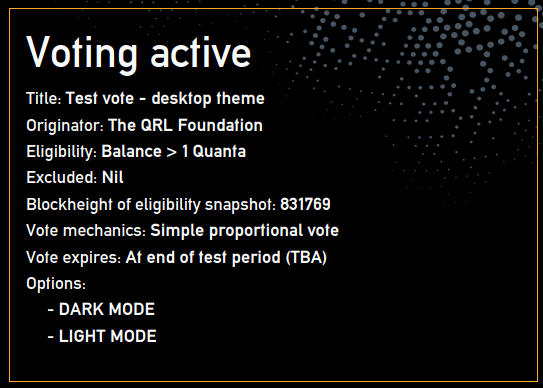 Voting active
Title: Test vote - desktop theme
Originator: The QRL Foundation
Eligibility: Balance > 1 Quanta
Excluded: Nil
Blockheight of eligibility snapshot: 831769
Vote mechanics: Simple proportional vote
Vote expires: At end of test period (TBA)
Options:
- DARK MODE
- LIGHT MODE